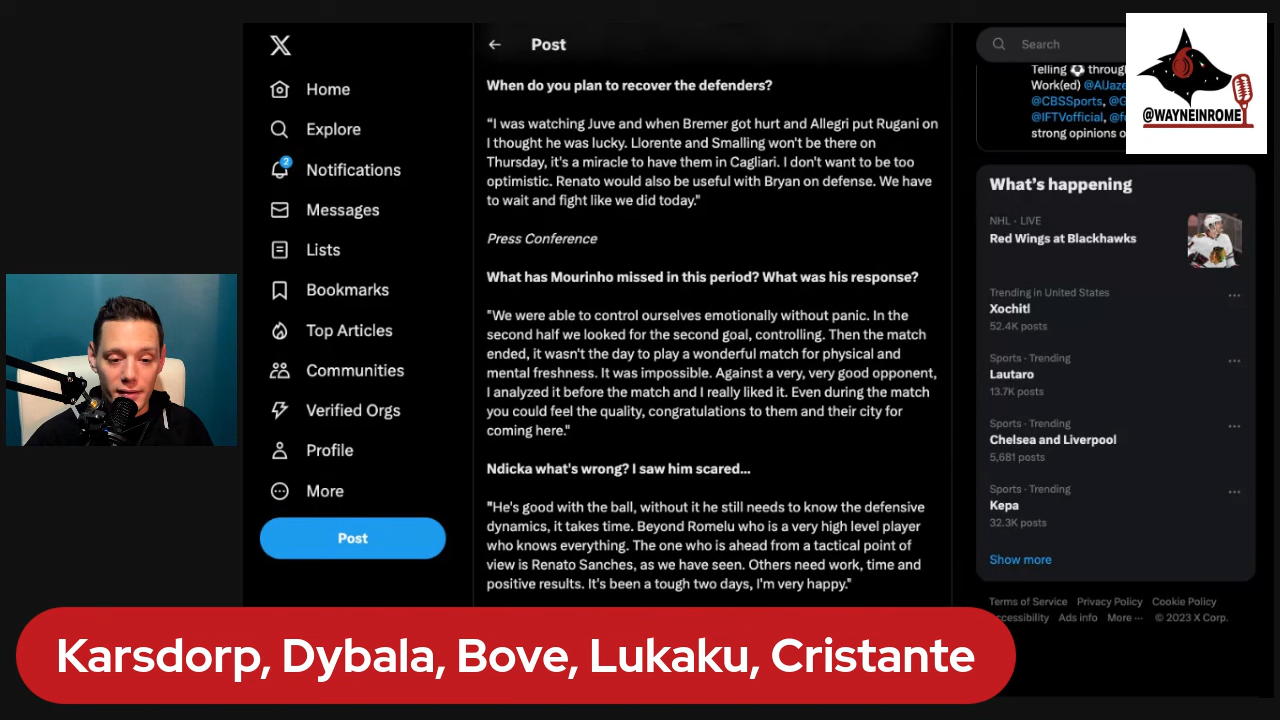 Home
Explore
2
Notifications
Messages
Lists
Bookmarks
Top Articles
Communities
Verified Orgs
Profile
More
Post
Post
When do you plan to recover the defenders?
"I was watching Juve and when Bremer got hurt and Allegri put Rugani on
I thought he was lucky. Llorente and Smalling won't be there on
Thursday, it's a miracle to have them in Cagliari. I don't want to be too
optimistic. Renato would also be useful with Bryan on defense. We have
to wait and fight like we did today."
Press Conference
What has Mourinho missed in this period? What was his response?
"We were able to control ourselves emotionally without panic. In the
second half we looked for the second goal, controlling. Then the match
ended, it wasn't the day to play a wonderful match for physical and
mental freshness. It was impossible. Against a very, very good opponent,
I analyzed it before the match and I really liked it. Even during the match
you could feel the quality, congratulations to them and their city for
coming here."
Ndicka what's wrong? I saw him scared...
"He's good with the ball, without it he still needs to know the defensive
dynamics, it takes time. Beyond Romelu who is a very high level player
who knows everything. The one who is ahead from a tactical point of
view is Renato Sanches, as we have seen. Others need work, time and
positive results. It's been a tough two days, I'm very happy."
Search
Telling ⚽ throug
Work(ed) @AlJaze
@CBSSports, @G
@IFTVofficial, @fo
strong opinions o
@WAYNEINROME
What's happening
NHL · LIVE
Red Wings at Blackhawks
Trending in United States
Xochitl
52.4K posts
Sports · Trending
Lautaro
13.7K posts
Sports · Trending
Chelsea and Liverpool
5,681 posts
Sports · Trending
Kepa
32.3K posts
Show more
Terms of Service Privacy Policy Cookie Policy
ccessibility Ads info More ··· © 2023 X Corp.
Karsdorp, Dybala, Bove, Lukaku, Cristante